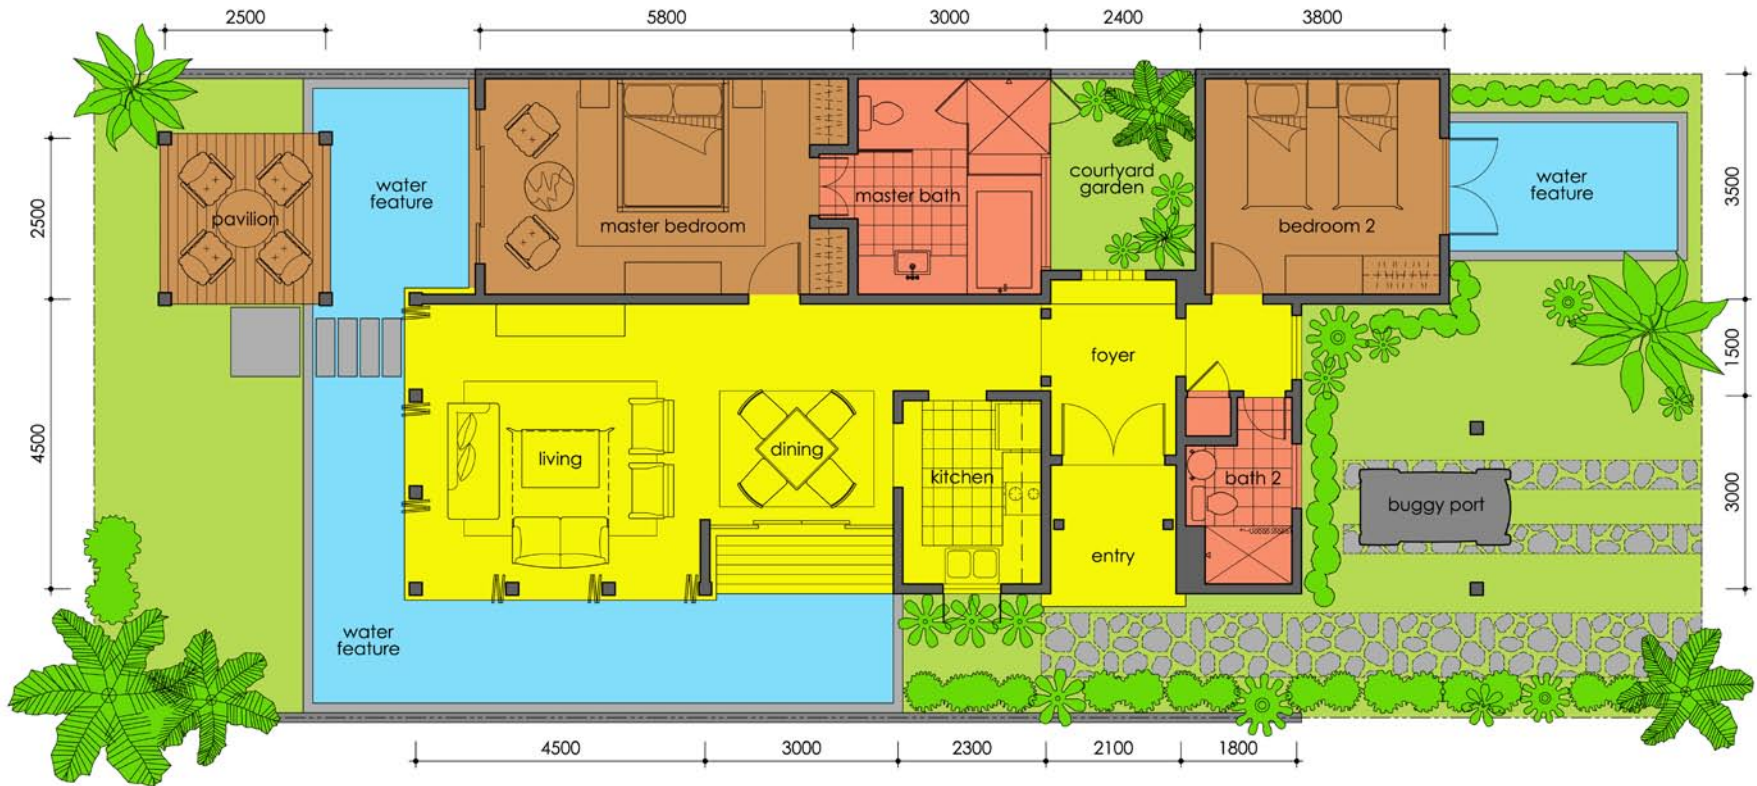 2500
5800
3000
2400
3800
water
feature
pavilion
master bedroom
master bath
courtyard
garden
bedroom 2
water
feature
2500
3500
foyer
1500
4500
living
dining
kitchen
bath 2
buggy port
3000
entry
water
feature
4500
3000
2300
2100
1800